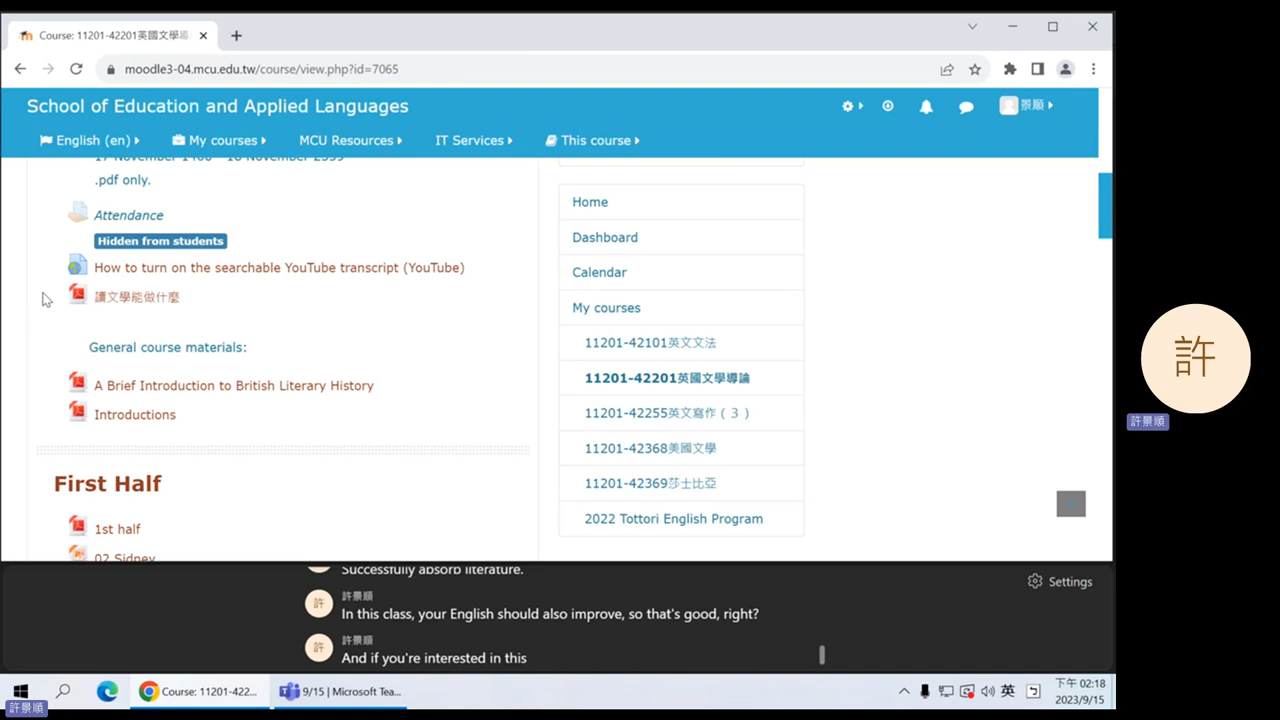 Course: 11201-42201英國文學導
moodle3-04.mcu.edu.tw/course/view.php?id=7065
School of Education and Applied Languages
景順
English (en)
My courses
MCU Resources
IT Services
This course
.pdf only.
Attendance
Hidden from students
How to turn on the searchable YouTube transcript (YouTube)
讀文學能做什麼
General course materials:
A Brief Introduction to British Literary History
Introductions
First Half
1st half
02 Sidney
Home
Dashboard
Calendar
My courses
11201-42101英文文法
11201-42201英國文學導論
11201-42255英文寫作（３）
11201-42368美國文學
11201-42369莎士比亞
2022 Tottori English Program
許
許景順
Successfully absorb literature.
許 許景順
In this class, your English should also improve, so that's good, right?
許 許景順
And if you're interested in this
Settings
Course: 11201-422...
9/15 | Microsoft Tea...
英
ㄅ
下午 02:18
2023/9/15
許景順